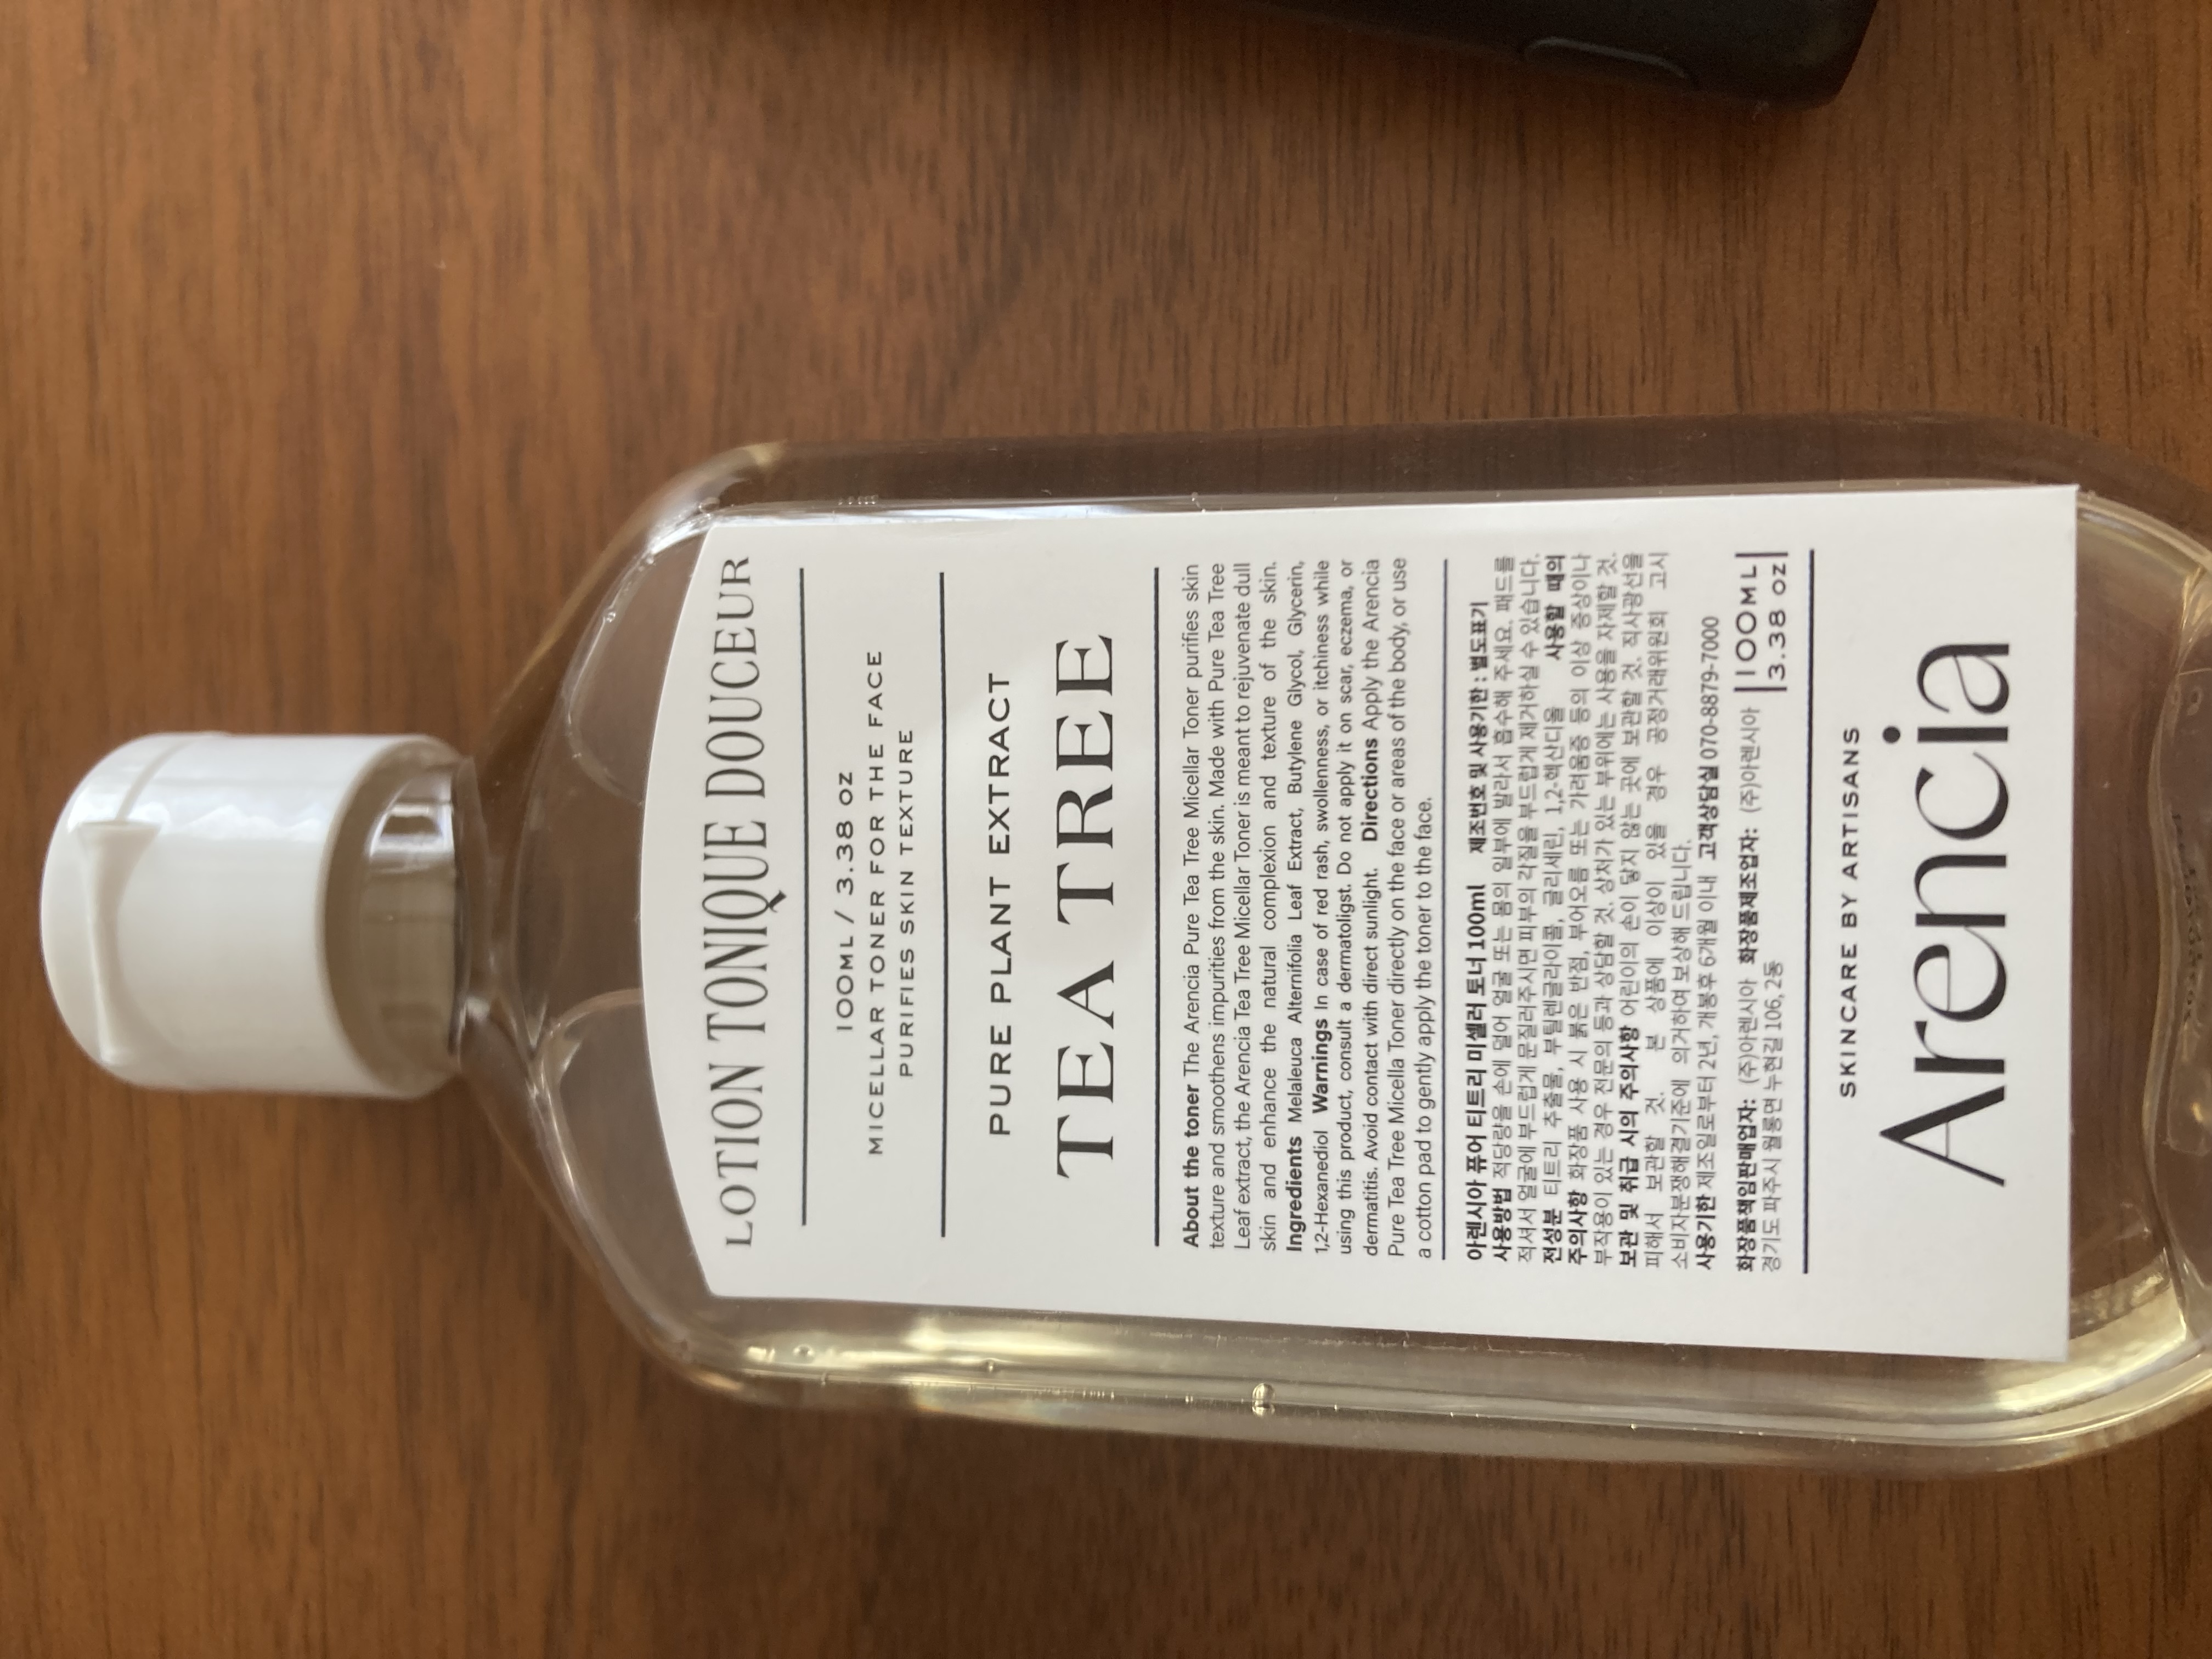 LOTION TONIQUE DOUCEUR
100ML / 3.38 OZ
MICELLAR TONER FOR THE FACE
PURIFIES SKIN TEXTURE
PURE PLANT EXTRACT
TEA TREE
About the toner The Arencia Pure Tea Tree Micellar Toner purifies skin
texture and smoothens impurities from the skin. Made with Pure Tea Tree
Leaf extract, the Arencia Tea Tree Micellar Toner is meant to rejuvenate dull
skin and enhance the natural complexion and texture of the skin.
Ingredients Melaleuca Alternifolia Leaf Extract, Butylene Glycol, Glycerin,
1,2-Hexanediol Warnings In case of red rash, swollenness, or itchiness while
using this product, consult a dermatoligst. Do not apply it on scar, eczema, or
dermatitis. Avoid contact with direct sunlight. Directions Apply the Arencia
Pure Tea Tree Micella Toner directly on the face or areas of the body, or use
a cotton pad to gently apply the toner to the face.
아렌시아 퓨어 티트리 미셀러 토너 100ml 제조번호 및 사용기한 : 별도표기
사용방법 적당량을 손에 덜어 얼굴 또는 몸의 일부에 발라서 흡수해 주세요. 패드를
적셔서 얼굴에 부드럽게 문질러주시면 피부의 각질을 부드럽게 제거하실 수 있습니다.
전성분 티트리 추출물, 부틸렌글라이콜, 글리세린, 1,2-헥산디올 사용할 때의
주의사항 화장품 사용 시 붉은 반점, 부어오름 또는 가려움증 등의 이상 증상이나
부작용이 있는 경우 전문의 등과 상담할 것. 상처가 있는 부위에는 사용을 자제할 것.
보관 및 취급 시의 주의사항 어린이의 손이 닿지 않는 곳에 보관할 것. 직사광선을
피해서 보관할 것. 본 상품에 이상이 있을 경우 공정거래위원회 고시
소비자분쟁해결기준에 의거하여 보상해 드립니다.
사용기한 제조일로부터 2년, 개봉후 6개월 이내 고객상담실 070-8879-7000
화장품책임판매업자: (주)아렌시아 화장품제조업자: (주)아렌시아
경기도 파주시 월롱면 누현길 106, 2동
100ML
3.38 OZ
SKINCARE BY ARTISANS
Arencia